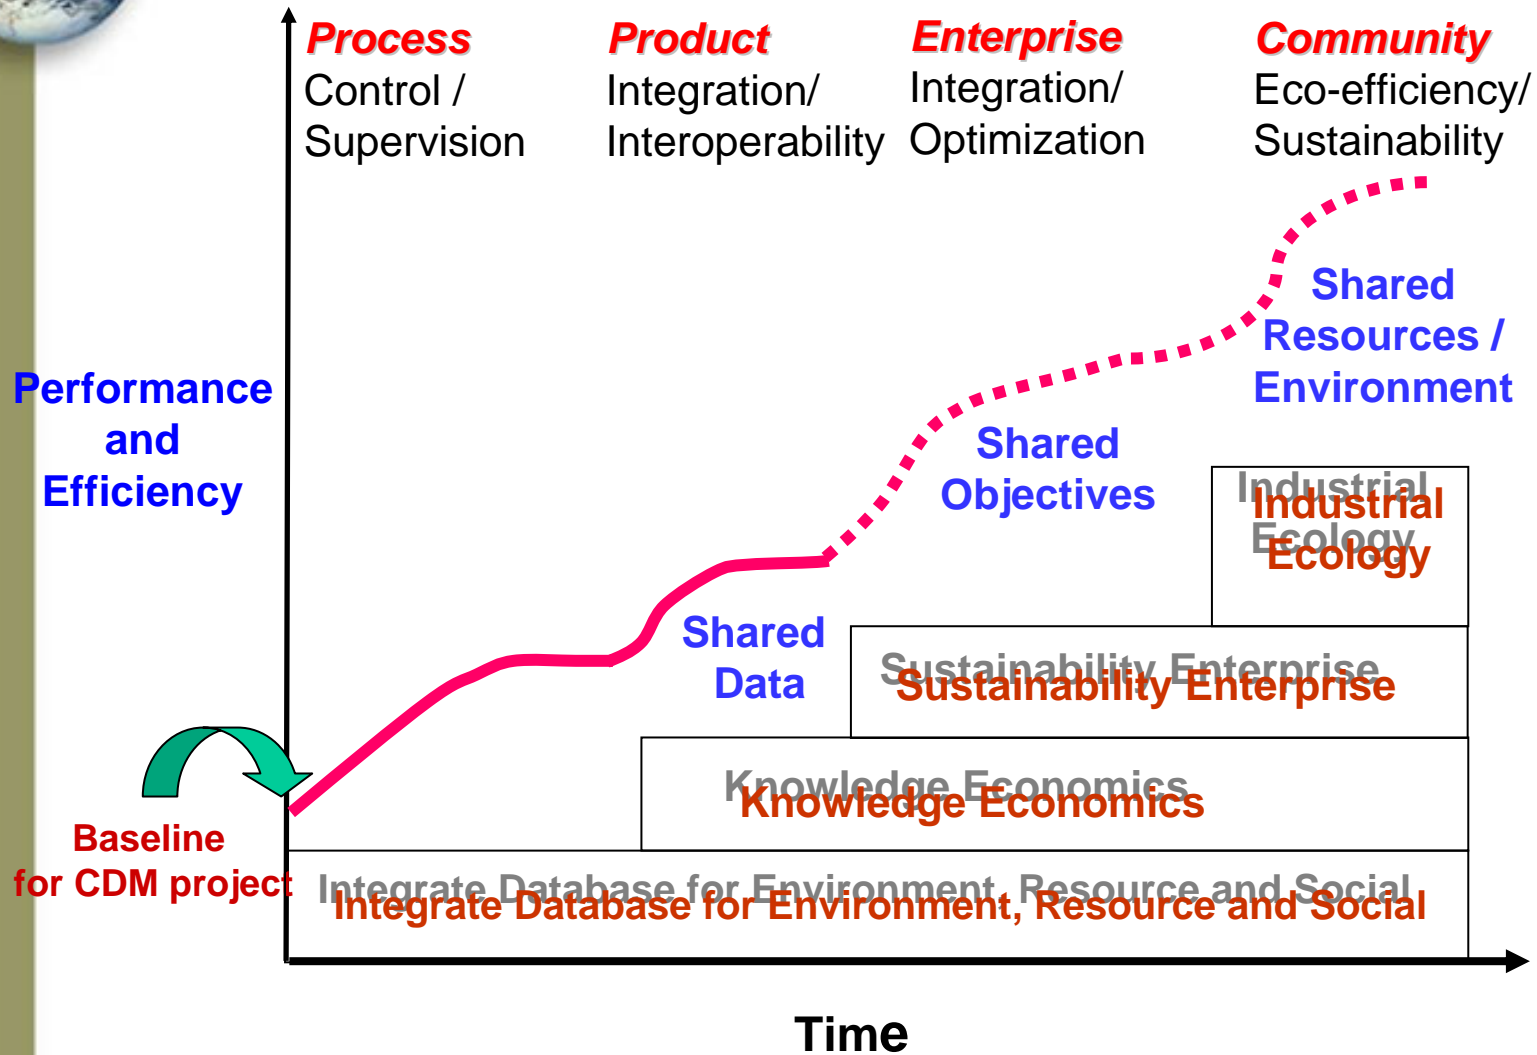 Process
Control /
Supervision
Product
Integration/
Interoperability
Enterprise
Integration/
Optimization
Community
Eco-efficiency/
Sustainability
Shared
Resources /
Environment
Performance
and
Efficiency
Shared
Objectives
Industrial
Ecology
Shared
Data
Sustainability Enterprise
Knowledge Economics
Baseline
for CDM project
Integrate Database for Environment, Resource and Social
Time